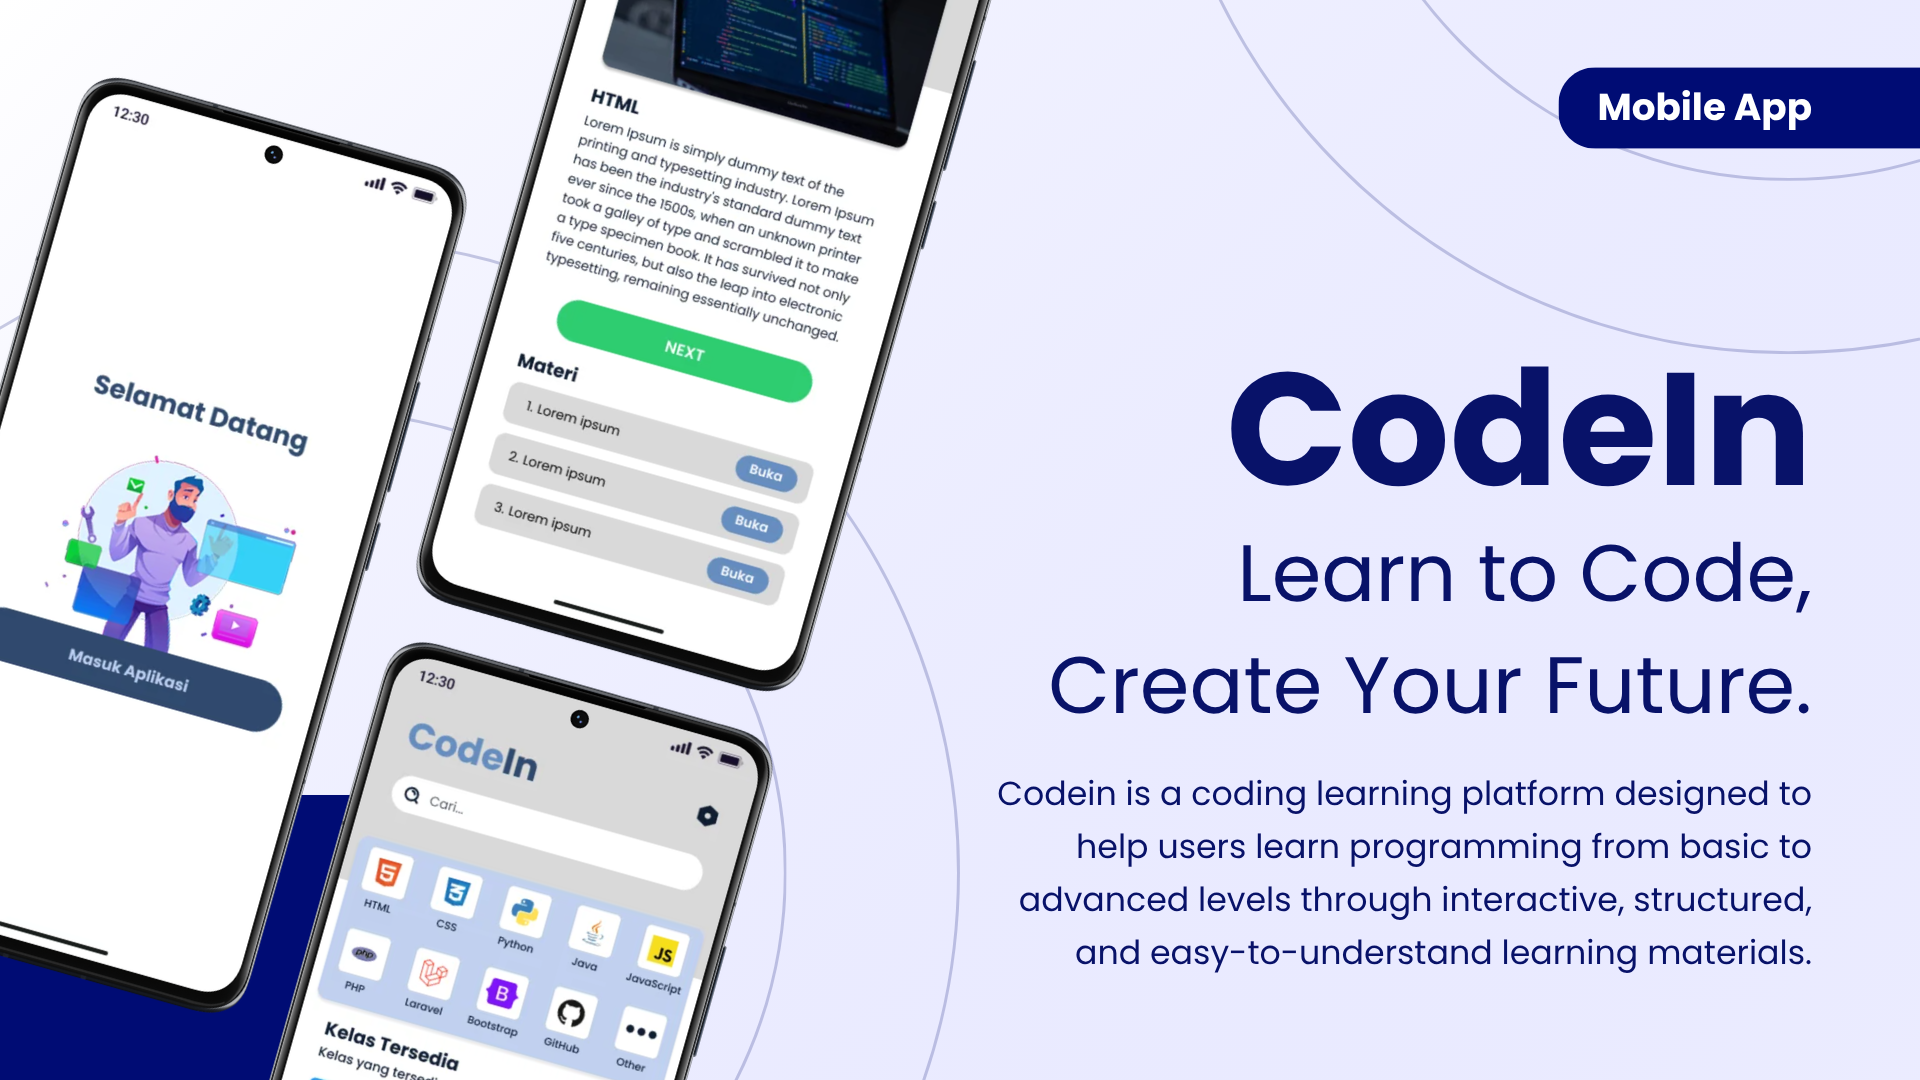 12:30
Selamat Datang
Masuk Aplikasi
HTML
Lorem Ipsum is simply dummy text of the
printing and typesetting industry. Lorem Ipsum
has been the industry's standard dummy text
ever since the 1500s, when an unknown printer
took a galley of type and scrambled it to make
a type specimen book. It has survived not only
five centuries, but also the leap into electronic
typesetting, remaining essentially unchanged.
NEXT
Materi
1. Lorem ipsum
Buka
2. Lorem ipsum
Buka
3. Lorem ipsum
Buka
12:30
CodeIn
Cari...
HTML
CSS
Python
Java
JS
JavaScript
php
PHP
Laravel
B
Bootstrap
GitHub
Other
Kelas Tersedia
Kelas yang
Mobile App
CodeIn
Learn to Code,
Create Your Future.
Codein is a coding learning platform designed to
help users learn programming from basic to
advanced levels through interactive, structured,
and easy-to-understand learning materials.